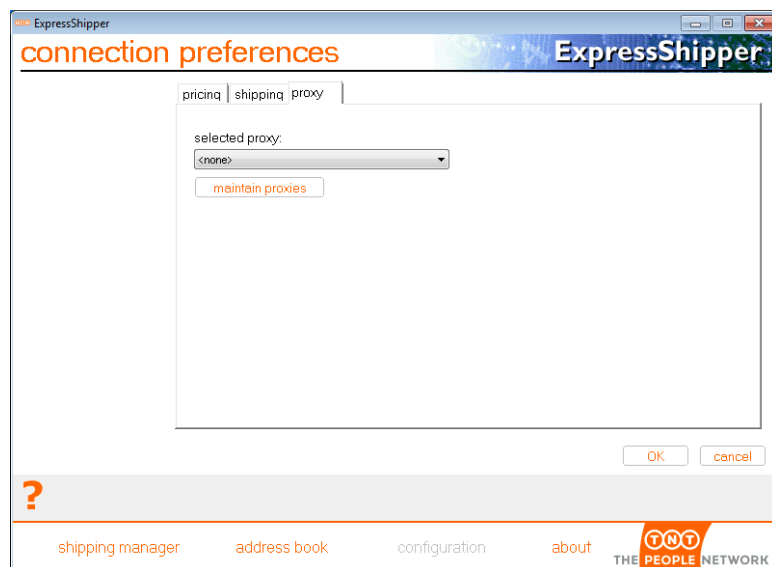 ExpressShipper
connection preferences
ExpressShipper
pricing shipping proxy
selected proxy:
<none>
maintain proxies
OK cancel
?
shipping manager address book configuration about
TNT
THE PEOPLE NETWORK